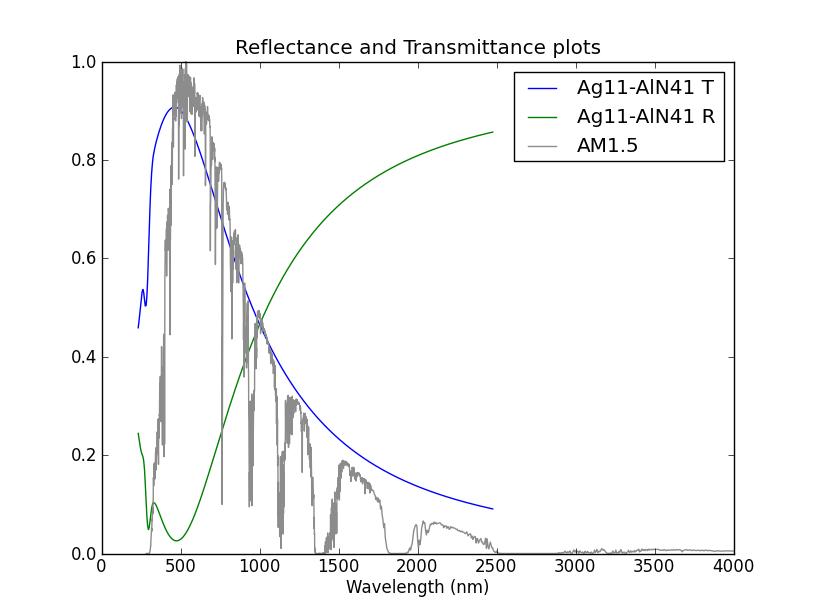 Reflectance and Transmittance plots
1.0
0.8
0.6
0.4
0.2
0.0
Ag11-AlN41 T
Ag11-AlN41 R
AM1.5
0 500 1000 1500 2000 2500 3000 3500 4000
Wavelength (nm)